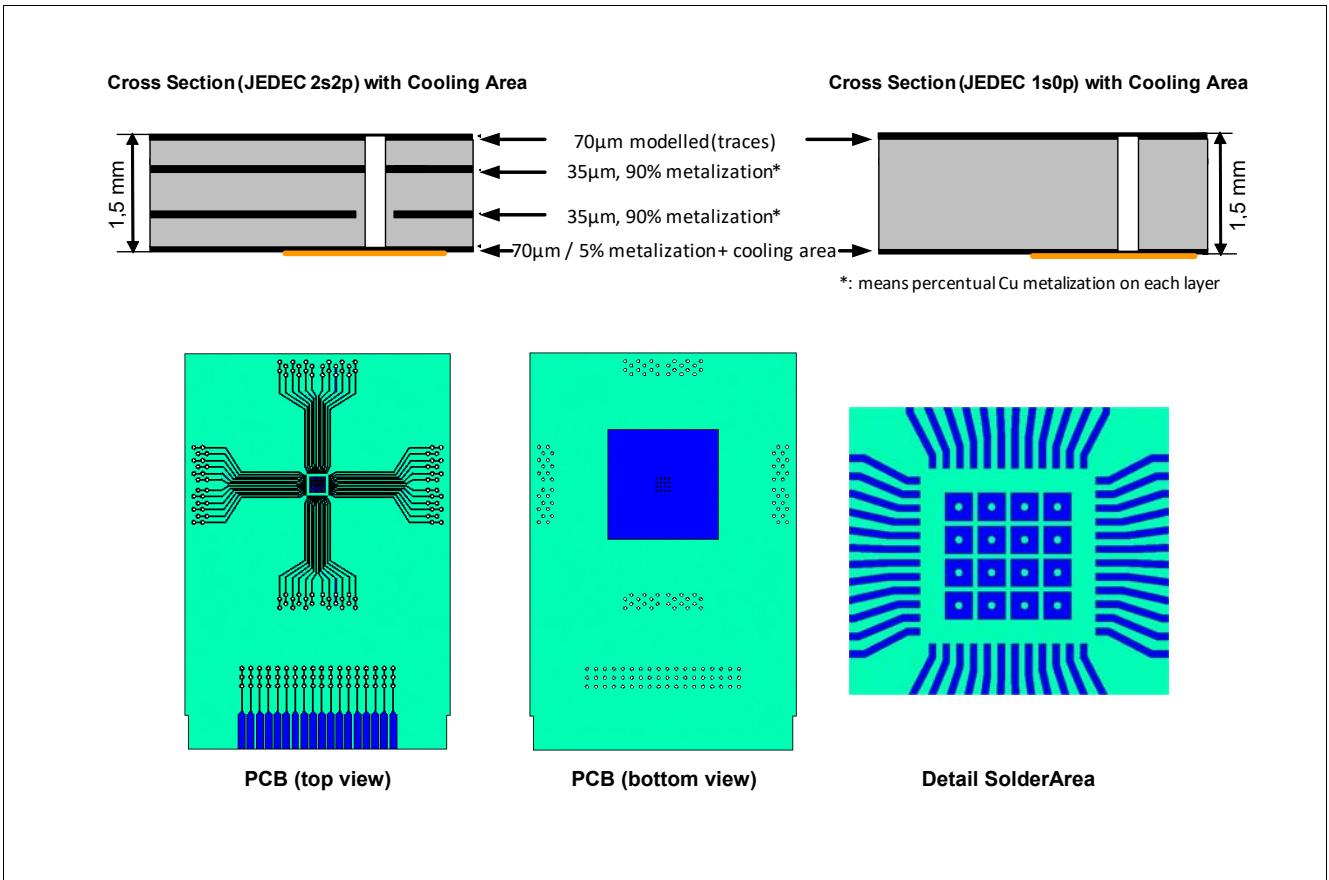 Cross Section (JEDEC 2s2p) with Cooling Area
Cross Section (JEDEC 1s0p) with Cooling Area
1,5 mm
70µm modelled (traces)
35µm, 90% metalization*
35µm, 90% metalization*
70µm / 5% metalization + cooling area
1,5 mm
*: means percentual Cu metalization on each layer
PCB (top view)
PCB (bottom view)
Detail SolderArea